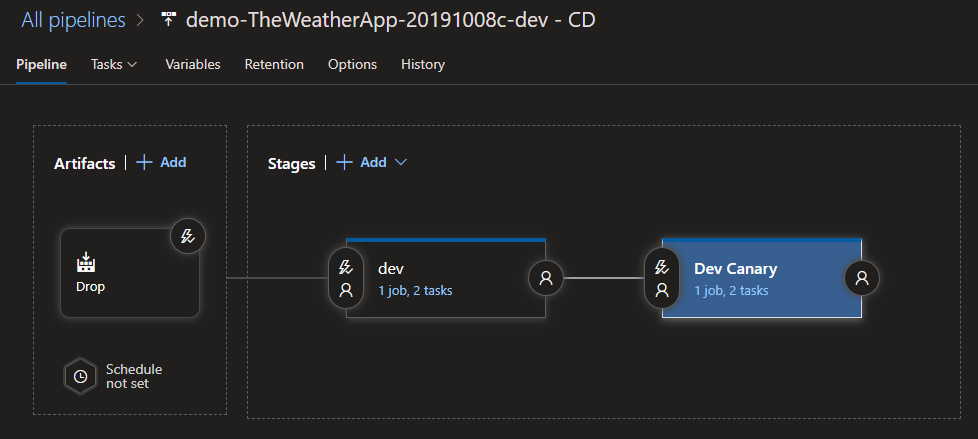 All pipelines > demo-TheWeatherApp-20191008c-dev - CD
Pipeline Tasks Variables Retention Options History
Artifacts | + Add
Stages | + Add
Drop
dev
1 job, 2 tasks
Dev Canary
1 job, 2 tasks
Schedule
not set